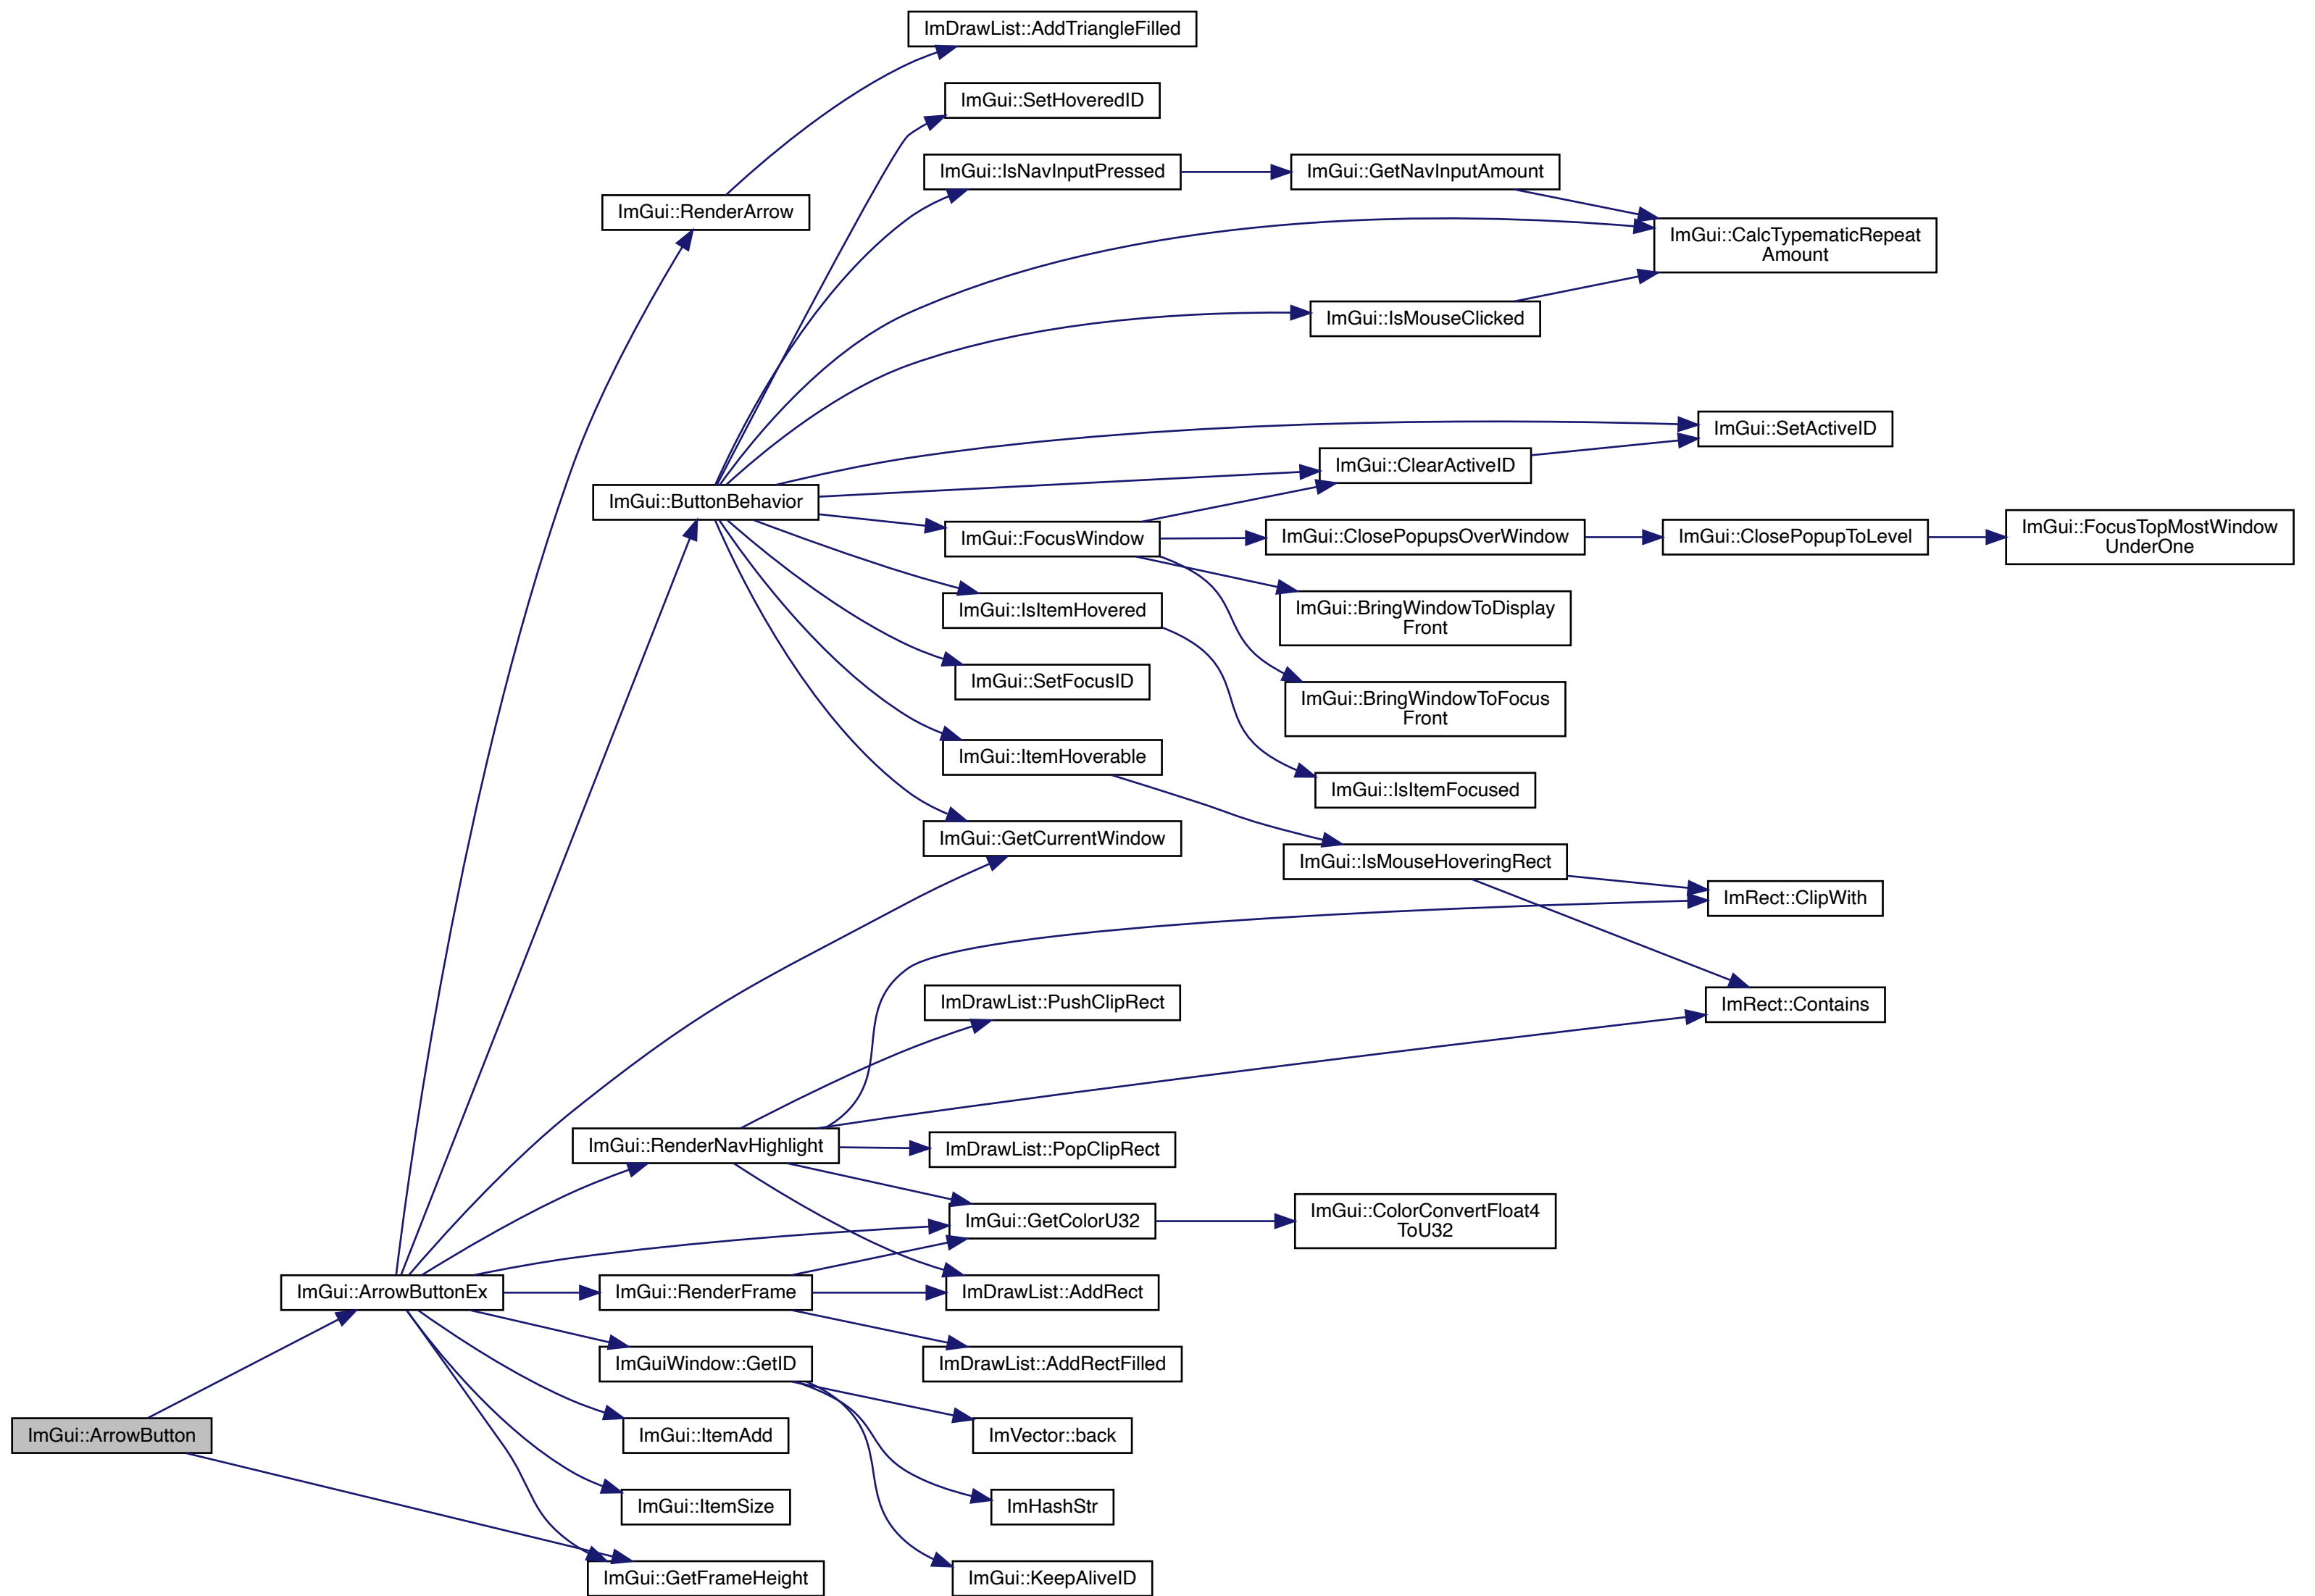 ImDrawList::AddTriangleFilled
ImGui::SetHoveredID
ImGui::IsNavInputPressed
ImGui::GetNavInputAmount
ImGui::RenderArrow
ImGui::CalcTypematicRepeat
Amount
ImGui::IsMouseClicked
ImGui::SetActiveID
ImGui::ClearActiveID
ImGui::ButtonBehavior
ImGui::FocusWindow
ImGui::ClosePopupsOverWindow
ImGui::ClosePopupToLevel
ImGui::FocusTopMostWindow
UnderOne
ImGui::IsItemHovered
ImGui::BringWindowToDisplay
Front
ImGui::SetFocusID
ImGui::BringWindowToFocus
Front
ImGui::ItemHoverable
ImGui::IsItemFocused
ImGui::GetCurrentWindow
ImGui::IsMouseHoveringRect
ImRect::ClipWith
ImDrawList::PushClipRect
ImRect::Contains
ImGui::RenderNavHighlight
ImDrawList::PopClipRect
ImGui::GetColorU32
ImGui::ColorConvertFloat4
ToU32
ImGui::ArrowButtonEx
ImGui::RenderFrame
ImDrawList::AddRect
ImGuiWindow::GetID
ImDrawList::AddRectFilled
ImGui::ArrowButton
ImGui::ItemAdd
ImVector::back
ImGui::ItemSize
ImHashStr
ImGui::GetFrameHeight
ImGui::KeepAliveID